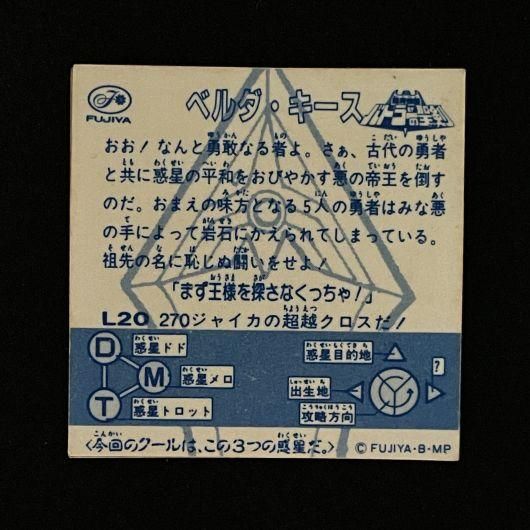 FUJIYA
ベルダ・キース
おお！なんと勇敢なる者よ。さぁ、古代の勇者
と共に惑星の平和をおびやかす悪の帝王を倒す
のだ。おまえの味方となる5人の勇者はみな悪
の手によって岩石にかえられてしまっている。
祖先の名に恥じぬ闘いをせよ！
「まず王様を探さなくっちゃ！」
L20 270ジャイカの超越クロスだ！
D 惑星ドド
M 惑星メロ
T 惑星トロット
惑星目的地
?
出生地
攻略方向
〈今回のクールは、この3つの惑星だ。〉
©FUJIYA·B·MP